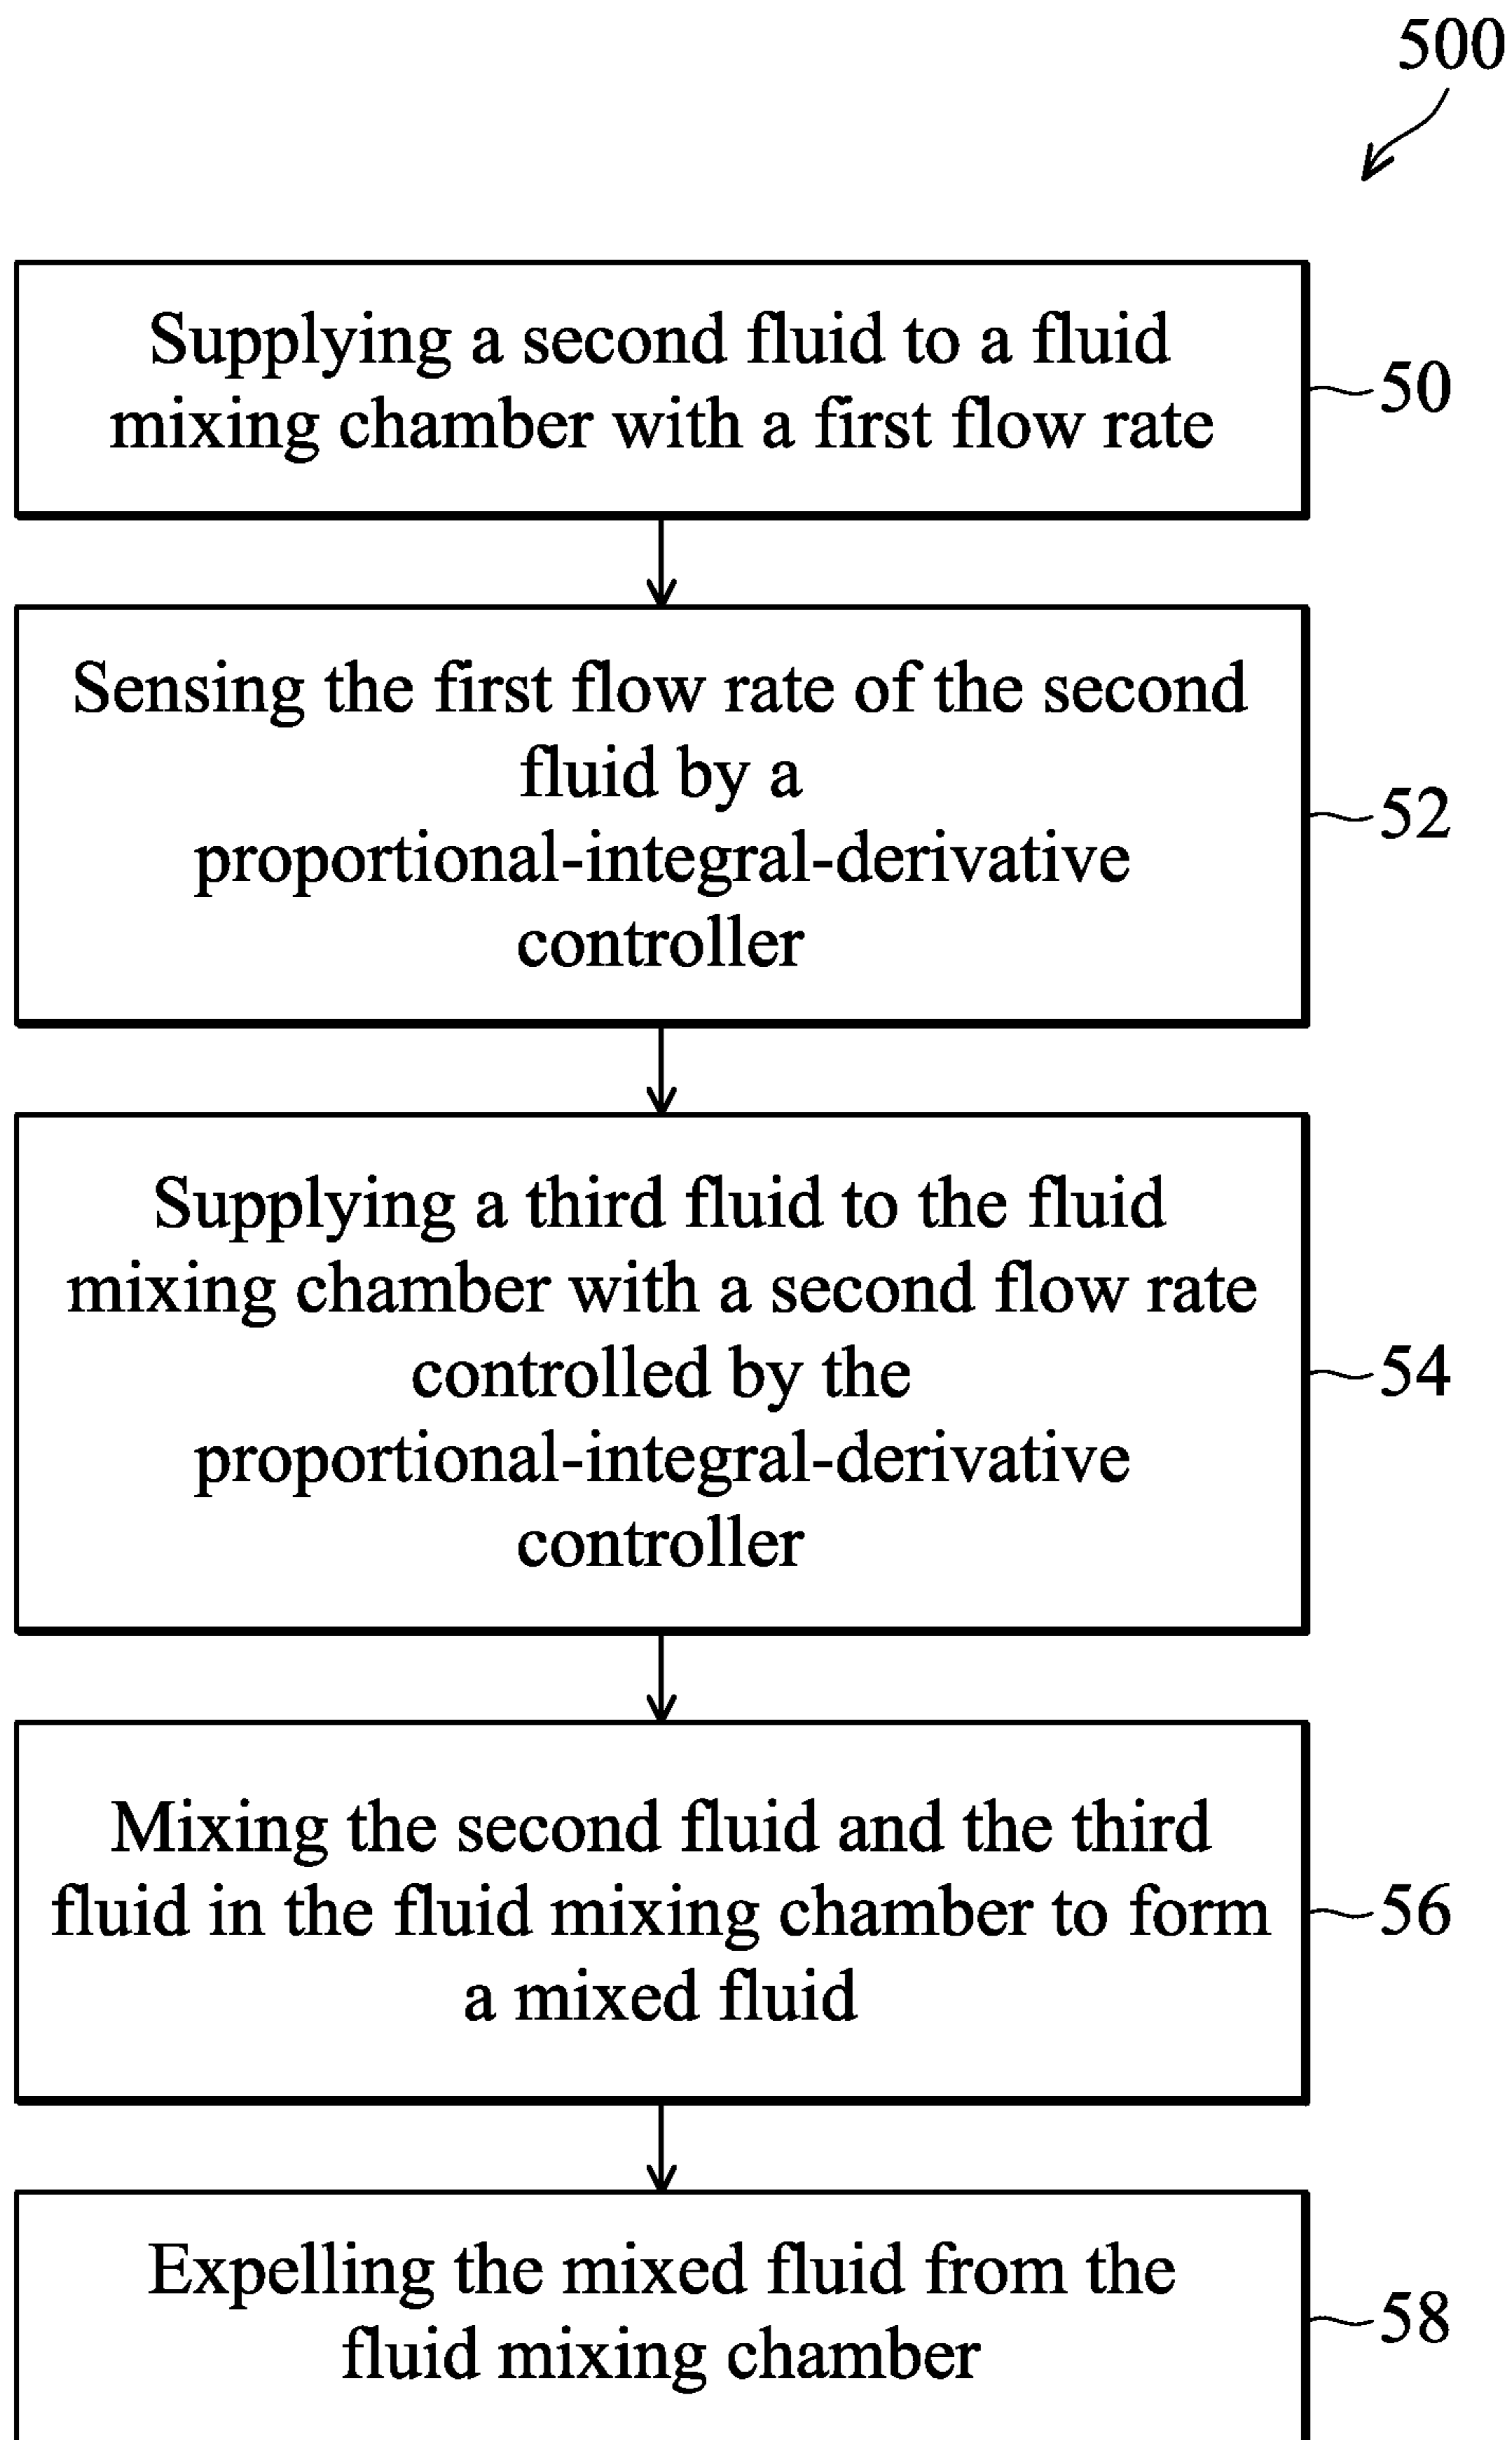 500
Supplying a second fluid to a fluid
mixing chamber with a first flow rate
50
Sensing the first flow rate of the second
fluid by a
proportional-integral-derivative
controller
52
Supplying a third fluid to the fluid
mixing chamber with a second flow rate
controlled by the
proportional-integral-derivative
controller
54
Mixing the second fluid and the third
fluid in the fluid mixing chamber to form
a mixed fluid
56
Expelling the mixed fluid from the
fluid mixing chamber
58